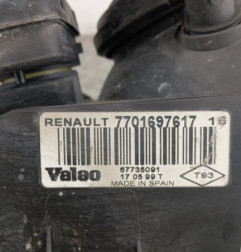 RENAULT 7701697617 16
Valeo 67735091
17 05 99 T
MADE IN SPAIN
T93